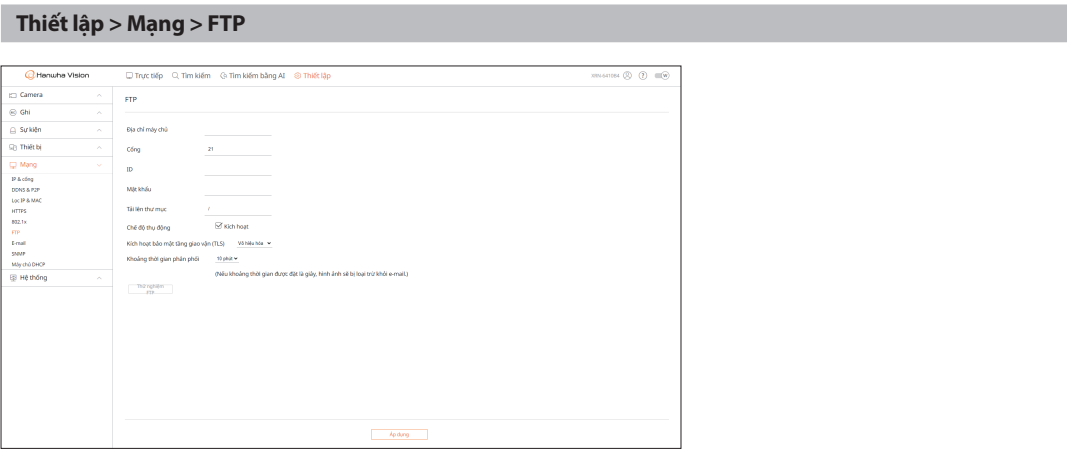 Thiết lập > Mạng > FTP
Hanwha Vision
Trực tiếp Tìm kiếm Tìm kiếm bằng AI Thiết lập
Camera
Ghi
Sự kiện
Thiết bị
Mạng
IP & cổng
DDNS & P2P
Lọc IP & MAC
HTTPS
802.1x
FTP
E-mail
SNMP
Máy chủ DHCP
Hệ thống
FTP
Địa chỉ máy chủ
Cổng 21
ID
Mật khẩu
Tải lên thư mục /
Chế độ thụ động Kích hoạt
Kích hoạt bảo mật tầng giao vận (TLS) Vô hiệu hóa
Khoảng thời gian phân phối 10 phút
(Nếu khoảng thời gian được đặt là giây, hình ảnh sẽ bị loại trừ khỏi e-mail.)
Thử nghiệm
FTP
Áp dụng